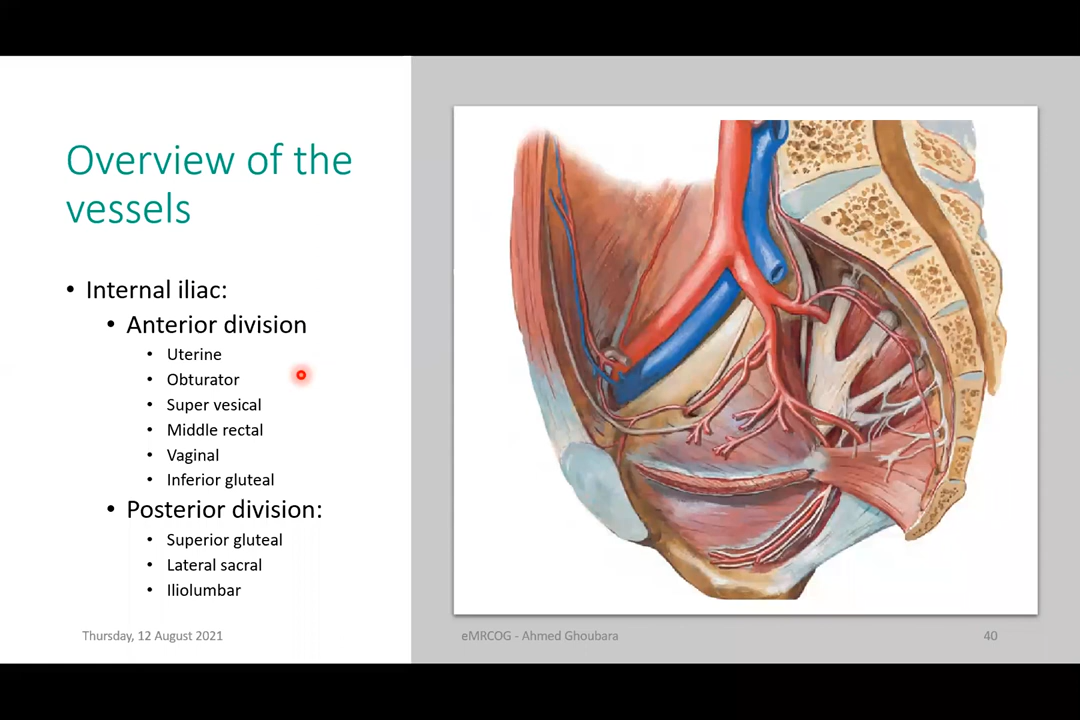 Overview of the
vessels
• Internal iliac:
• Anterior division
• Uterine
• Obturator
• Super vesical
• Middle rectal
• Vaginal
• Inferior gluteal
• Posterior division:
• Superior gluteal
• Lateral sacral
• Iliolumbar
Thursday, 12 August 2021
eMRCOG - Ahmed Ghoubara
40